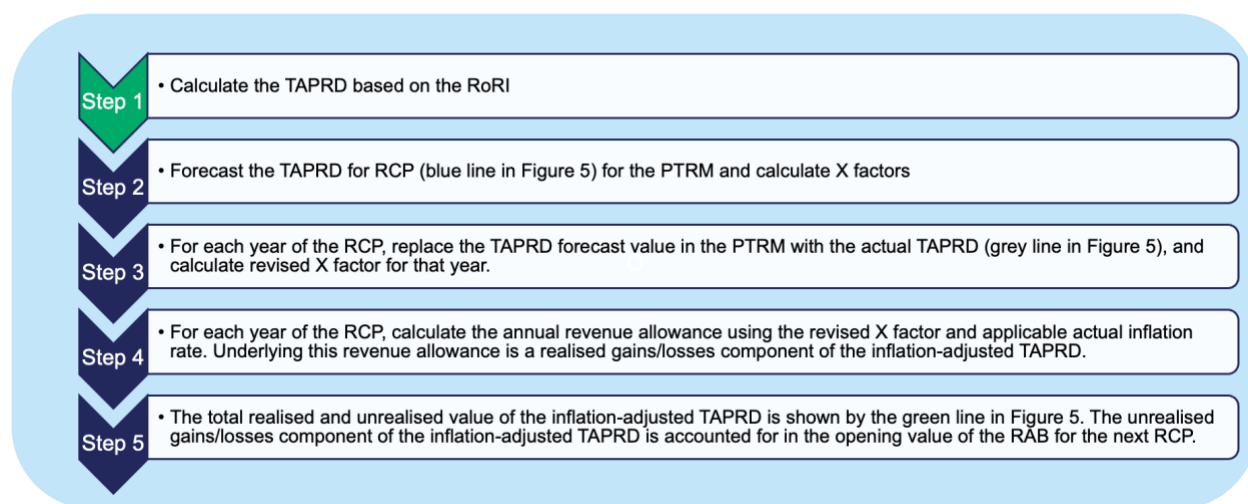 Step 1
• Calculate the TAPRD based on the RoRI
Step 2
• Forecast the TAPRD for RCP (blue line in Figure 5) for the PTRM and calculate X factors
Step 3
• For each year of the RCP, replace the TAPRD forecast value in the PTRM with the actual TAPRD (grey line in Figure 5), and
calculate revised X factor for that year.
Step 4
• For each year of the RCP, calculate the annual revenue allowance using the revised X factor and applicable actual inflation
rate. Underlying this revenue allowance is a realised gains/losses component of the inflation-adjusted TAPRD.
Step 5
• The total realised and unrealised value of the inflation-adjusted TAPRD is shown by the green line in Figure 5. The unrealised
gains/losses component of the inflation-adjusted TAPRD is accounted for in the opening value of the RAB for the next RCP.